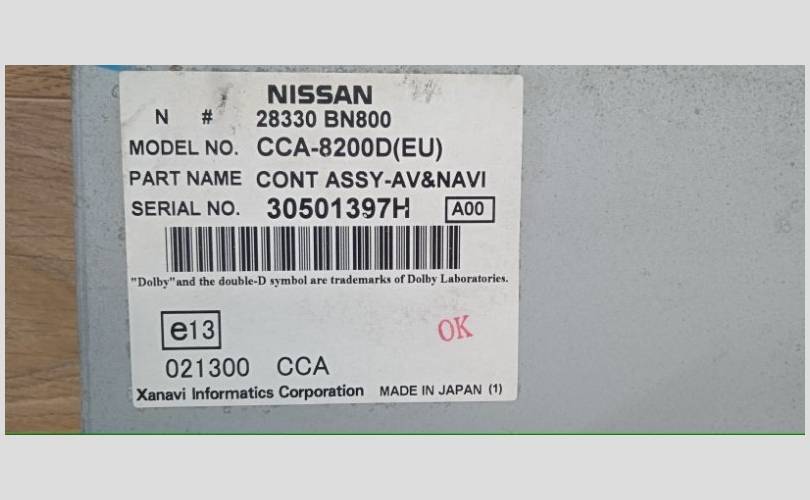 NISSAN
N # 28330 BN800
MODEL NO. CCA-8200D(EU)
PART NAME CONT ASSY-AV&NAVI
SERIAL NO. 30501397H A00
"Dolby"and the double-D symbol are trademarks of Dolby Laboratories.
e13
OK
021300 CCA
Xanavi Informatics Corporation MADE IN JAPAN (1)